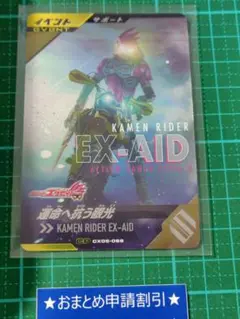 イベント サポート
EVENT
KAMEN RIDER
EX-AID
運命へ抗う眼光
KAMEN RIDER EX-AID
★おまとめ申請割引★